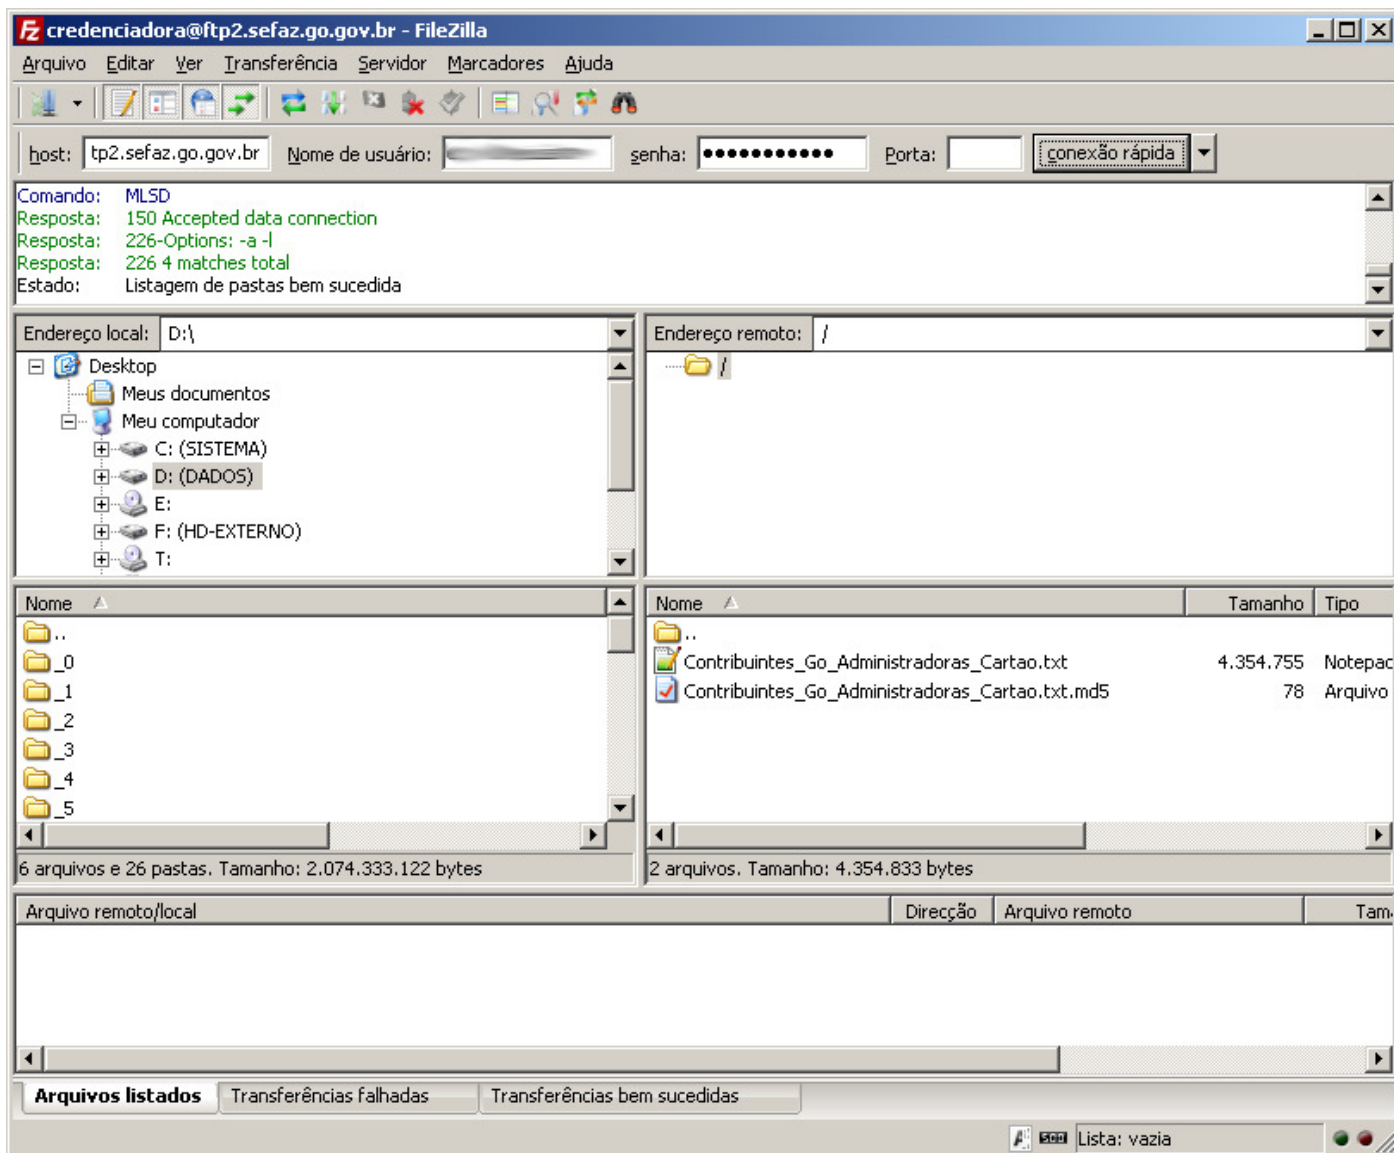 credenciadora@ftp2.sefaz.go.gov.br - FileZilla
Arquivo Editar Ver Transferência Servidor Marcadores Ajuda
host: tp2.sefaz.go.gov.br Nome de usuário: senha: ●●●●●●●●●●● Porta: conexão rápida
Comando: MLSD
Resposta: 150 Accepted data connection
Resposta: 226-Options: -a -l
Resposta: 226 4 matches total
Estado: Listagem de pastas bem sucedida
Endereço local: D:\
Desktop
Meus documentos
Meu computador
C: (SISTEMA)
D: (DADOS)
E:
F: (HD-EXTERNO)
T:
Endereço remoto: /
/
Nome
..
_0
_1
_2
_3
_4
_5
6 arquivos e 26 pastas. Tamanho: 2.074.333.122 bytes
Nome Tamanho Tipo
..
Contribuintes_Go_Administradoras_Cartao.txt 4.354.755 Notepac
Contribuintes_Go_Administradoras_Cartao.txt.md5 78 Arquivo
2 arquivos. Tamanho: 4.354.833 bytes
Arquivo remoto/local Direcção Arquivo remoto Tam
Arquivos listados Transferências falhadas Transferências bem sucedidas
Lista: vazia